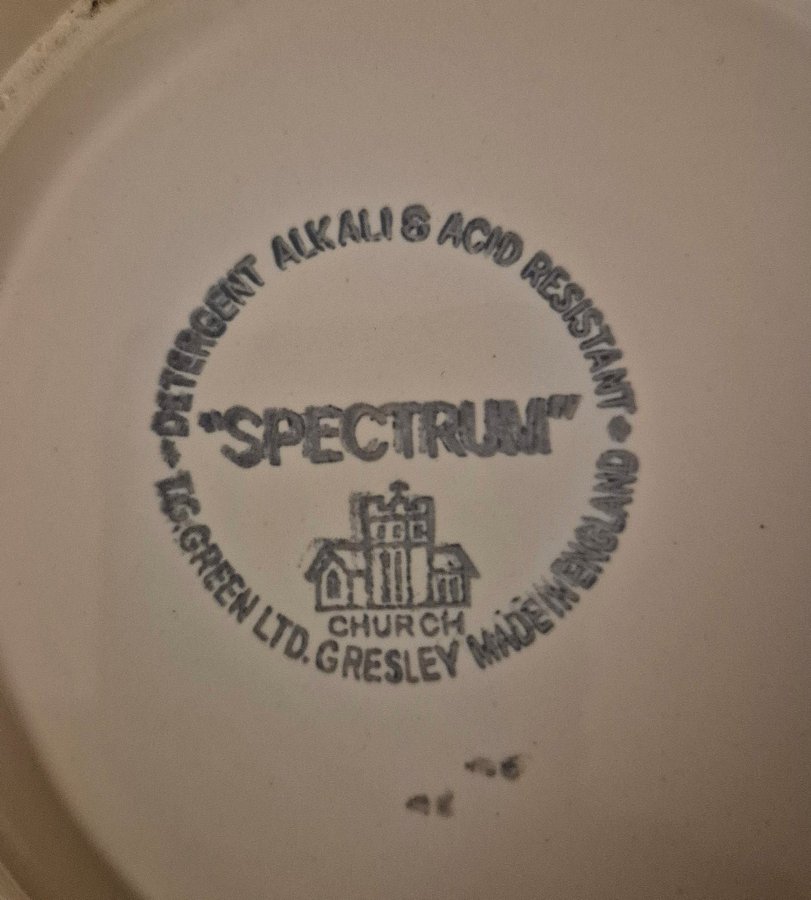 DETERGENT ALKALI & ACID RESISTANT
"SPECTRUM"
CHURCH
T.G.GREEN LTD. GRESLEY MADE IN ENGLAND